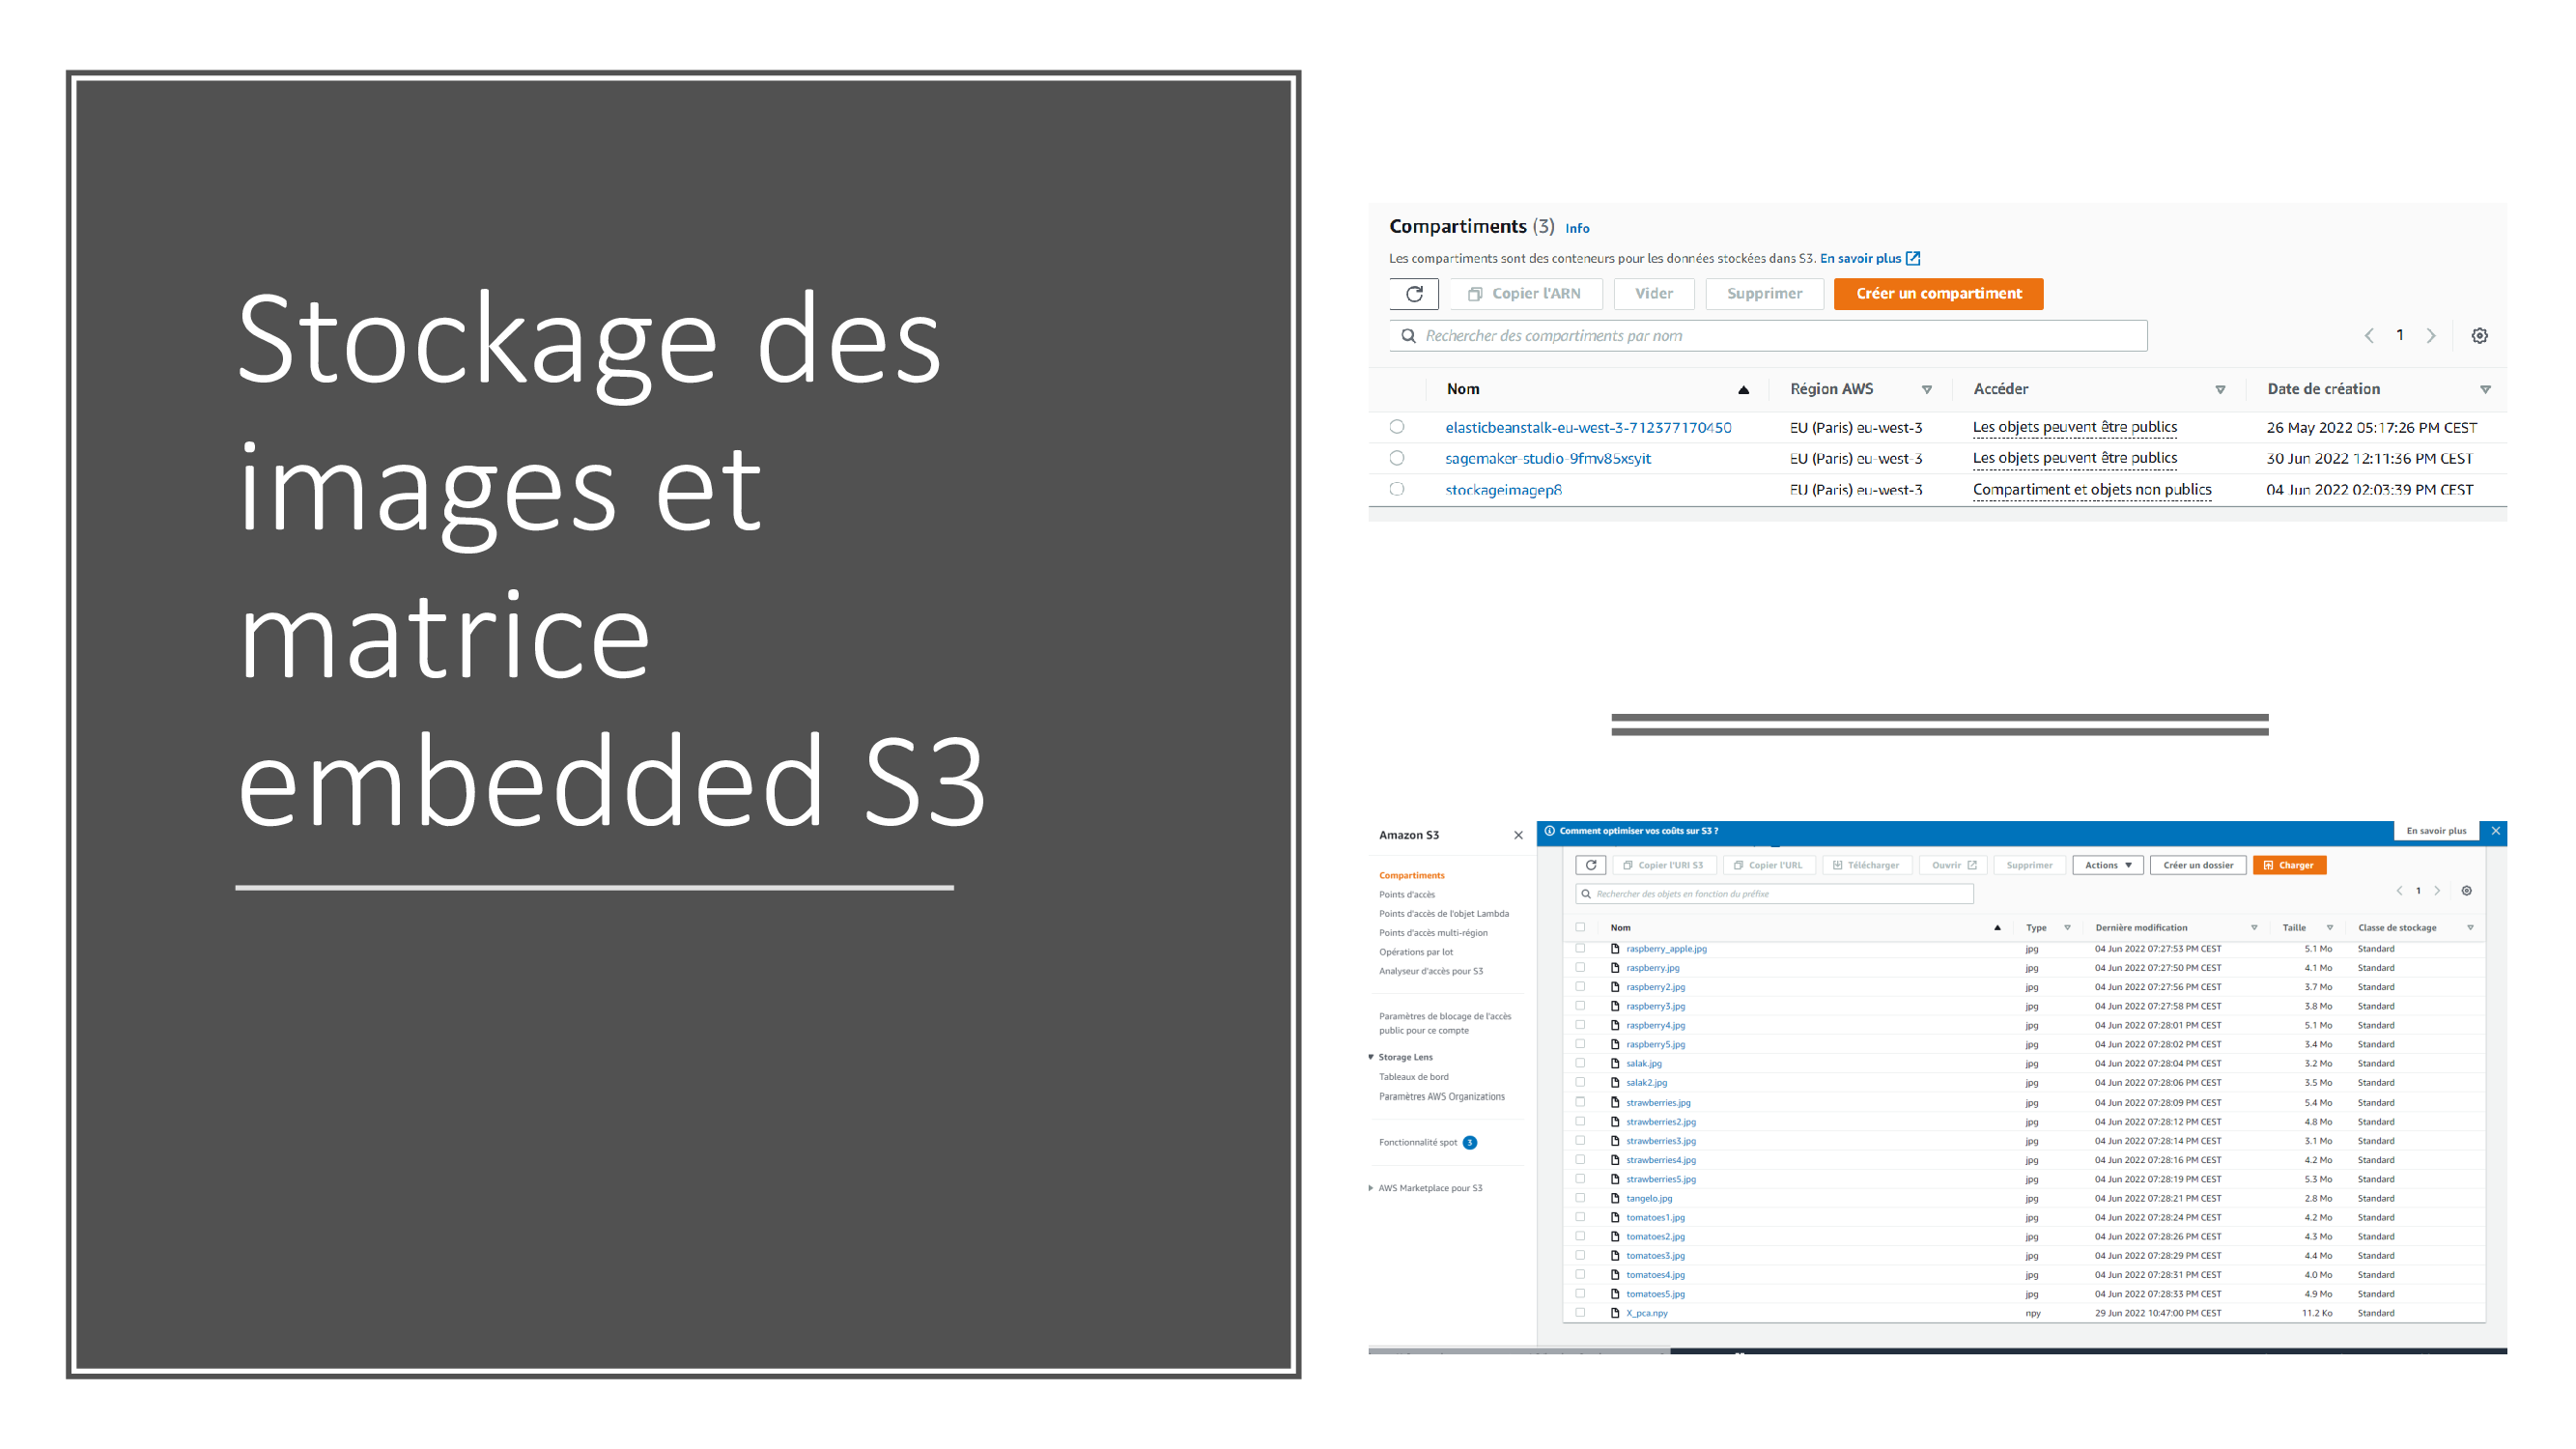 Stockage des
images et
matrice
embedded S3
Compartiments (3) Info
Les compartiments sont des conteneurs pour les données stockées dans S3. En savoir plus
Copier l'ARN Vider Supprimer Créer un compartiment
Rechercher des compartiments par nom 1
Nom Région AWS Accéder Date de création
elasticbeanstalk-eu-west-3-712377170450 EU (Paris) eu-west-3 Les objets peuvent être publics 26 May 2022 05:17:26 PM CEST
sagemaker-studio-9fmv85xsyit EU (Paris) eu-west-3 Les objets peuvent être publics 30 Jun 2022 12:11:36 PM CEST
stockageimagep8 EU (Paris) eu-west-3 Compartiment et objets non publics 04 Jun 2022 02:03:39 PM CEST
Amazon S3
Compartiments
Points d'accès
Points d'accès de l'objet Lambda
Points d'accès multi-région
Opérations par lot
Analyseur d'accès pour S3
Paramètres de blocage de l'accès
public pour ce compte
Storage Lens
Tableaux de bord
Paramètres AWS Organizations
Fonctionnalité spot 3
AWS Marketplace pour S3
Comment optimiser vos coûts sur S3 ? En savoir plus
Copier l'URI S3 Copier l'URL Télécharger Ouvrir Supprimer Actions Créer un dossier Charger
Rechercher des objets en fonction du préfixe 1
Nom Type Dernière modification Taille Classe de stockage
raspberry_apple.jpg jpg 04 Jun 2022 07:27:53 PM CEST 5.1 Mo Standard
raspberry.jpg jpg 04 Jun 2022 07:27:50 PM CEST 4.1 Mo Standard
raspberry2.jpg jpg 04 Jun 2022 07:27:56 PM CEST 3.7 Mo Standard
raspberry3.jpg jpg 04 Jun 2022 07:27:58 PM CEST 3.8 Mo Standard
raspberry4.jpg jpg 04 Jun 2022 07:28:01 PM CEST 5.1 Mo Standard
raspberry5.jpg jpg 04 Jun 2022 07:28:02 PM CEST 3.4 Mo Standard
salak.jpg jpg 04 Jun 2022 07:28:04 PM CEST 3.2 Mo Standard
salak2.jpg jpg 04 Jun 2022 07:28:06 PM CEST 3.5 Mo Standard
strawberries.jpg jpg 04 Jun 2022 07:28:09 PM CEST 5.4 Mo Standard
strawberries2.jpg jpg 04 Jun 2022 07:28:12 PM CEST 4.8 Mo Standard
strawberries3.jpg jpg 04 Jun 2022 07:28:14 PM CEST 3.1 Mo Standard
strawberries4.jpg jpg 04 Jun 2022 07:28:16 PM CEST 4.2 Mo Standard
strawberries5.jpg jpg 04 Jun 2022 07:28:19 PM CEST 5.3 Mo Standard
tangelo.jpg jpg 04 Jun 2022 07:28:21 PM CEST 2.8 Mo Standard
tomatoes1.jpg jpg 04 Jun 2022 07:28:24 PM CEST 4.2 Mo Standard
tomatoes2.jpg jpg 04 Jun 2022 07:28:26 PM CEST 4.3 Mo Standard
tomatoes3.jpg jpg 04 Jun 2022 07:28:29 PM CEST 4.4 Mo Standard
tomatoes4.jpg jpg 04 Jun 2022 07:28:31 PM CEST 4.0 Mo Standard
tomatoes5.jpg jpg 04 Jun 2022 07:28:33 PM CEST 4.9 Mo Standard
X_pca.npy npy 29 Jun 2022 10:47:00 PM CEST 11.2 Ko Standard